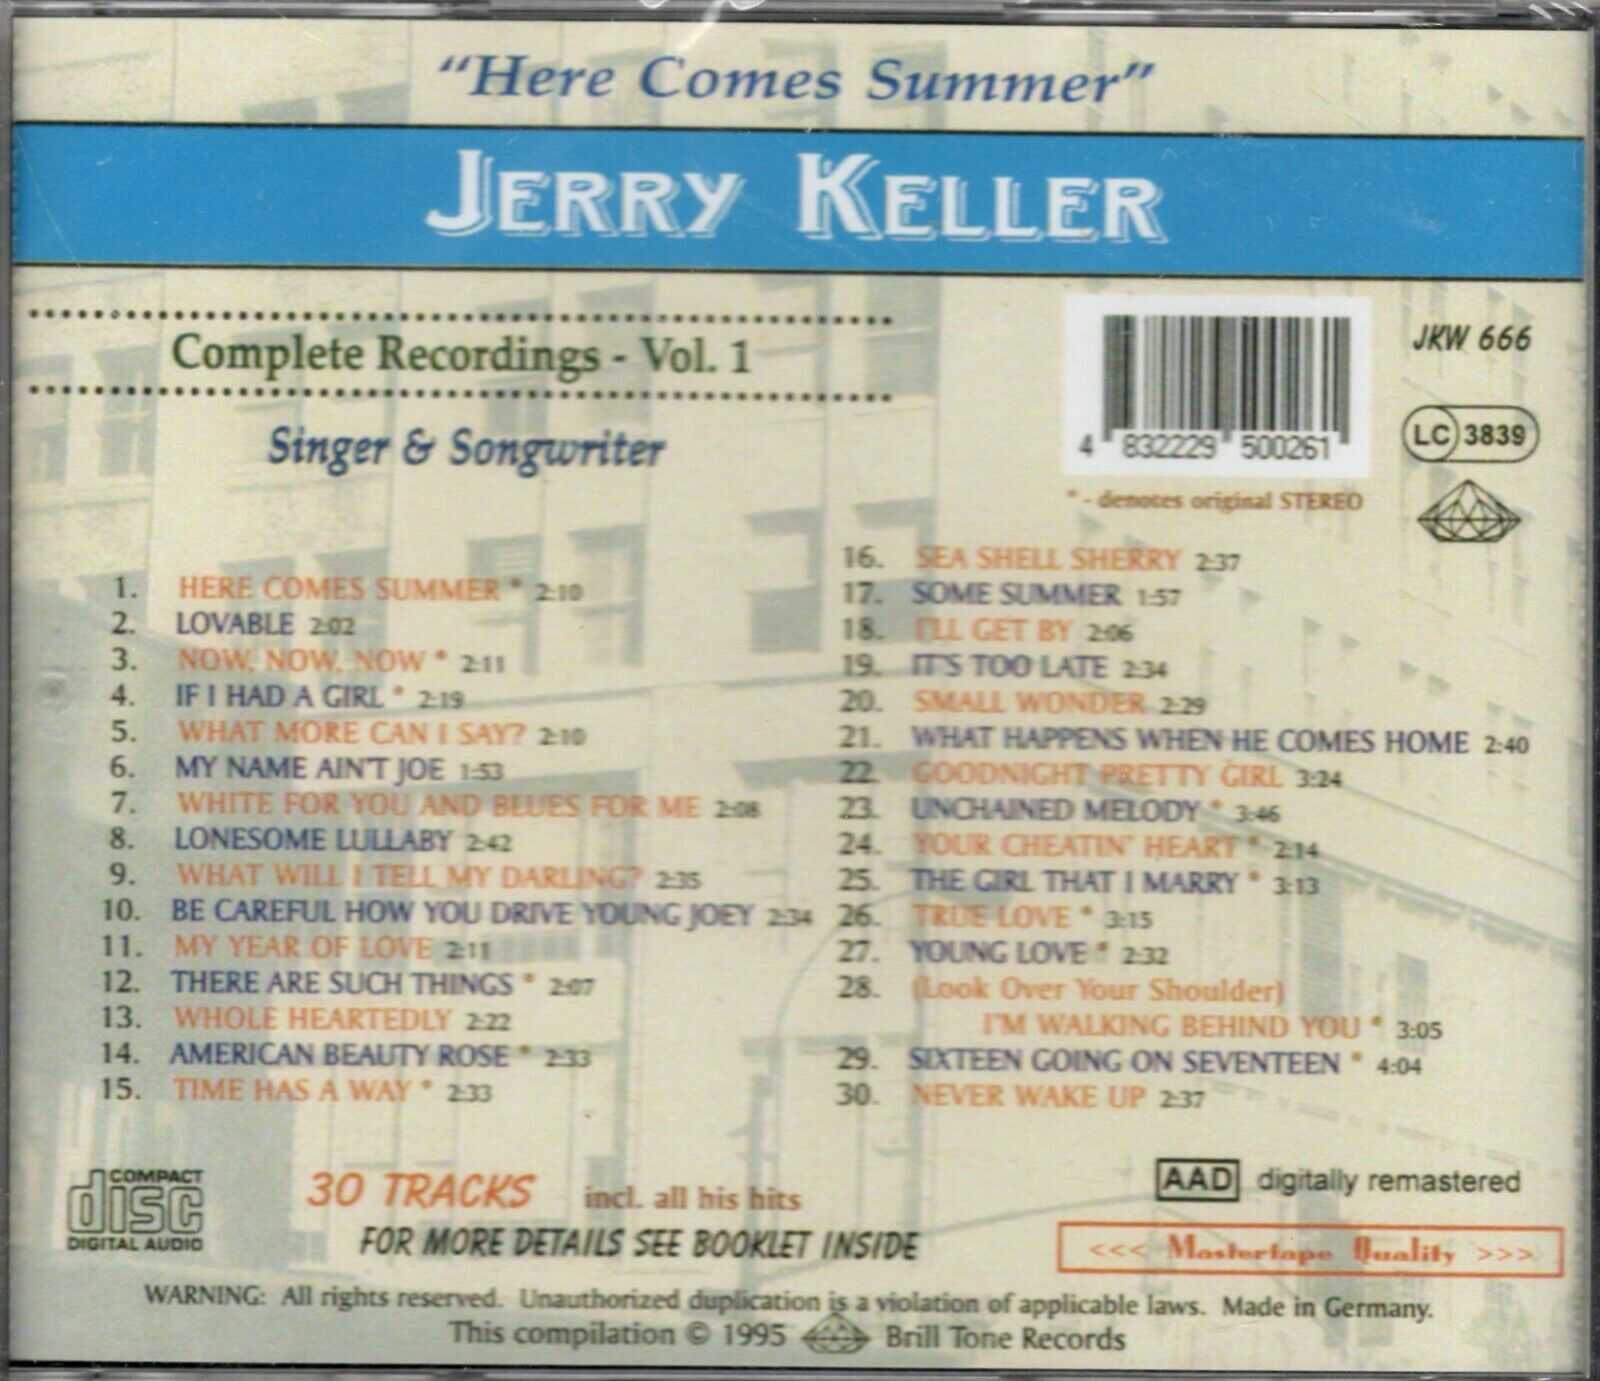 "Here Comes Summer"
JERRY KELLER
Complete Recordings - Vol. 1
Singer & Songwriter
JKW 666
LC 3839
4 832229 500261
* - denotes original STEREO
1. HERE COMES SUMMER * 2:10
2. LOVABLE 2:02
3. NOW, NOW, NOW * 2:11
4. IF I HAD A GIRL * 2:19
5. WHAT MORE CAN I SAY? 2:10
6. MY NAME AIN'T JOE 1:53
7. WHITE FOR YOU AND BLUES FOR ME 2:08
8. LONESOME LULLABY 2:42
9. WHAT WILL I TELL MY DARLING? 2:35
10. BE CAREFUL HOW YOU DRIVE YOUNG JOEY 2:34
11. MY YEAR OF LOVE 2:11
12. THERE ARE SUCH THINGS * 2:07
13. WHOLE HEARTEDLY 2:22
14. AMERICAN BEAUTY ROSE * 2:33
15. TIME HAS A WAY * 2:33
16. SEA SHELL SHERRY 2:37
17. SOME SUMMER 1:57
18. I'LL GET BY 2:06
19. IT'S TOO LATE 2:34
20. SMALL WONDER 2:29
21. WHAT HAPPENS WHEN HE COMES HOME 2:40
22. GOODNIGHT PRETTY GIRL 3:24
23. UNCHAINED MELODY * 3:46
24. YOUR CHEATIN' HEART * 2:14
25. THE GIRL THAT I MARRY * 3:13
26. TRUE LOVE * 3:15
27. YOUNG LOVE * 2:32
28. (Look Over Your Shoulder)
I'M WALKING BEHIND YOU * 3:05
29. SIXTEEN GOING ON SEVENTEEN * 4:04
30. NEVER WAKE UP 2:37
COMPACT
disc
DIGITAL AUDIO
30 TRACKS incl. all his hits
FOR MORE DETAILS SEE BOOKLET INSIDE
AAD digitally remastered
<<< Mastertape Quality >>>
WARNING: All rights reserved. Unauthorized duplication is a violation of applicable laws. Made in Germany.
This compilation © 1995 Brill Tone Records